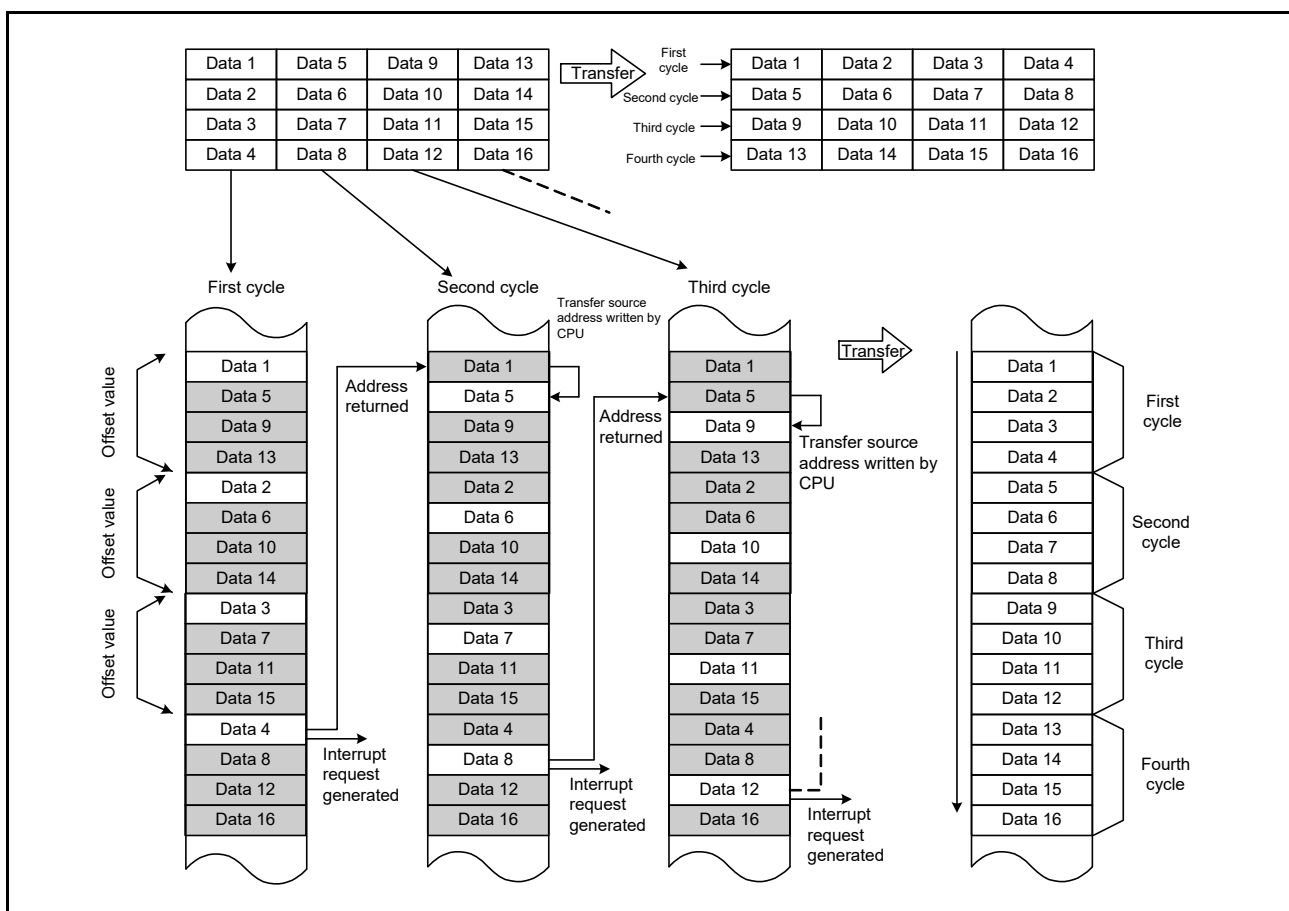 Data 1 Data 5 Data 9 Data 13
Data 2 Data 6 Data 10 Data 14
Data 3 Data 7 Data 11 Data 15
Data 4 Data 8 Data 12 Data 16
Transfer
First
cycle
Second cycle
Third cycle
Fourth cycle
Data 1 Data 2 Data 3 Data 4
Data 5 Data 6 Data 7 Data 8
Data 9 Data 10 Data 11 Data 12
Data 13 Data 14 Data 15 Data 16
First cycle
Offset value
Offset value
Offset value
Data 1
Data 5
Data 9
Data 13
Data 2
Data 6
Data 10
Data 14
Data 3
Data 7
Data 11
Data 15
Data 4
Data 8
Data 12
Data 16
Address
returned
Interrupt
request
generated
Second cycle
Transfer source
address written by
CPU
Data 1
Data 5
Data 9
Data 13
Data 2
Data 6
Data 10
Data 14
Data 3
Data 7
Data 11
Data 15
Data 4
Data 8
Data 12
Data 16
Address
returned
Interrupt
request
generated
Third cycle
Data 1
Data 5
Data 9
Data 13
Data 2
Data 6
Data 10
Data 14
Data 3
Data 7
Data 11
Data 15
Data 4
Data 8
Data 12
Data 16
Transfer source
address written by
CPU
Interrupt
request
generated
Transfer
Data 1
Data 2
Data 3
Data 4
Data 5
Data 6
Data 7
Data 8
Data 9
Data 10
Data 11
Data 12
Data 13
Data 14
Data 15
Data 16
First
cycle
Second
cycle
Third
cycle
Fourth
cycle